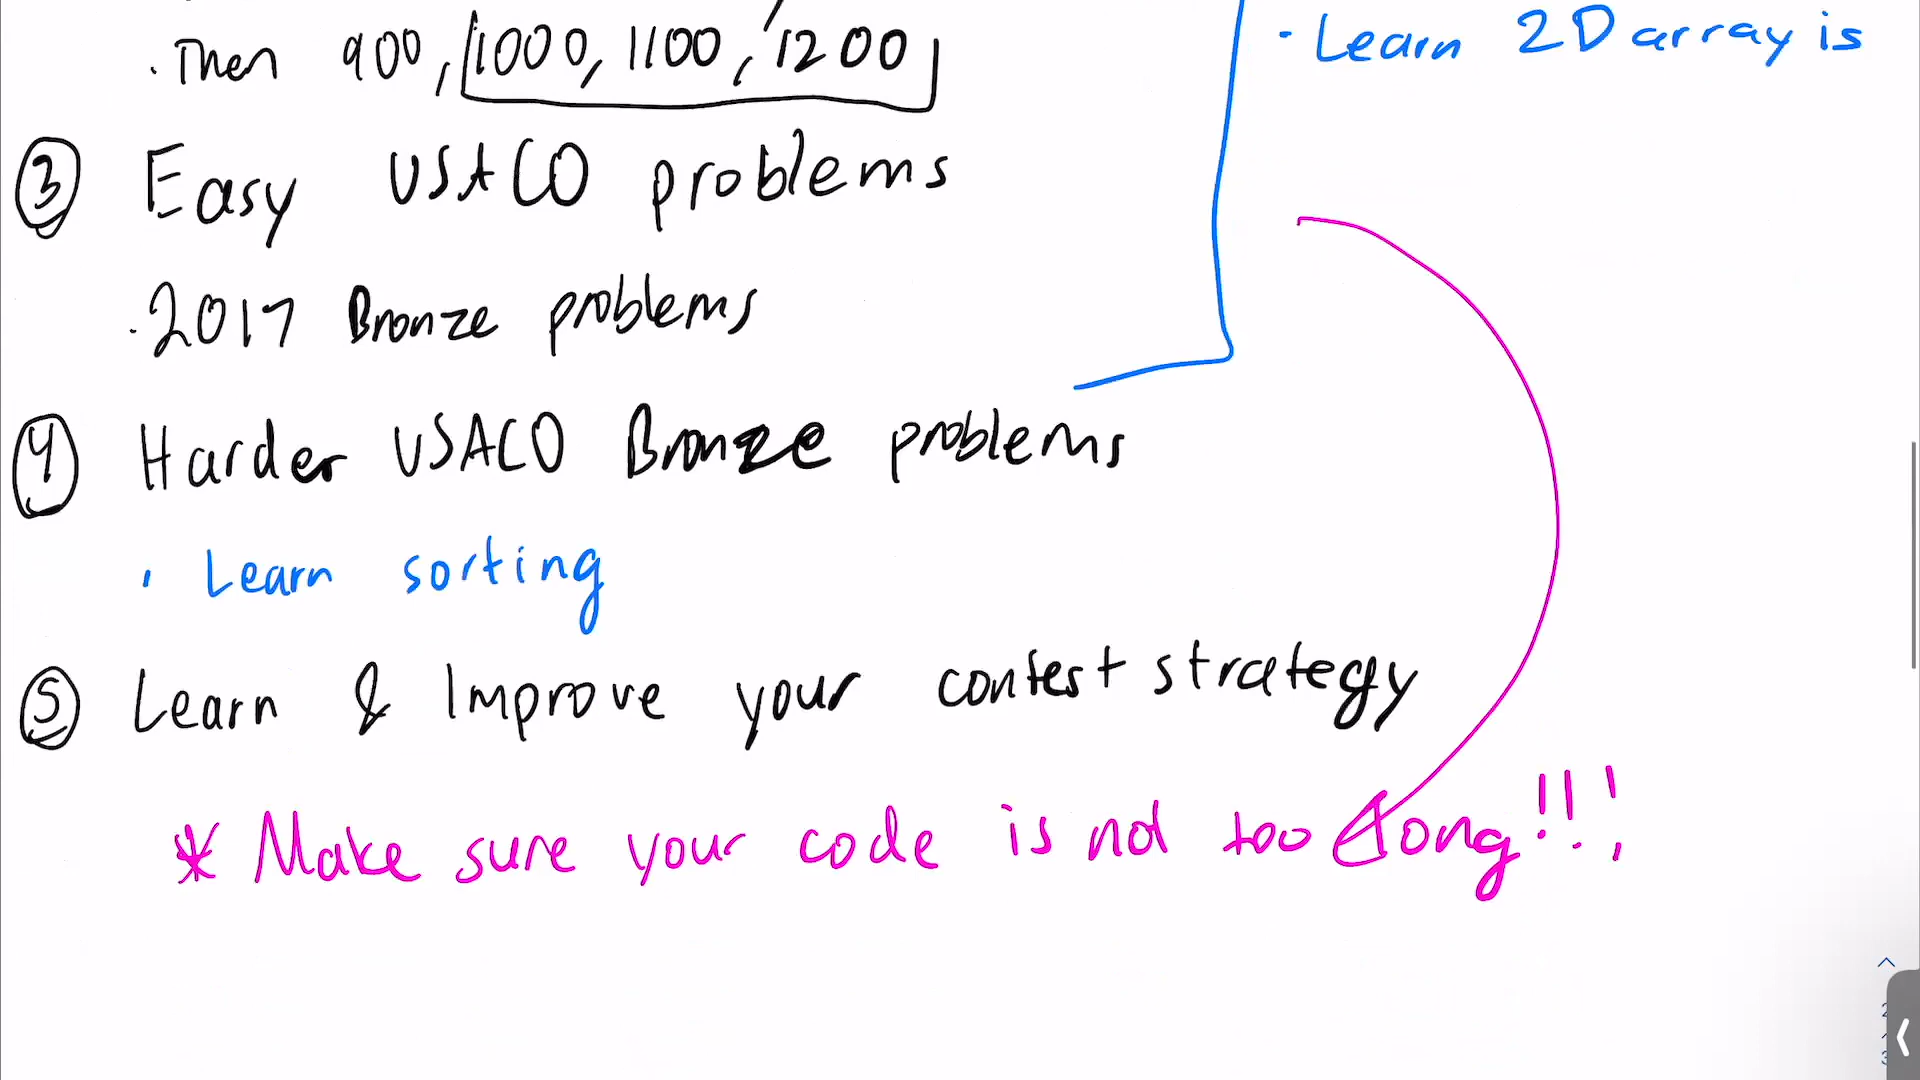 · Then 900, 1000, 1100, 1200
· Learn 2D array is
③ Easy USACO problems
· 2017 Bronze problems
④ Harder USACO Bronze problems
· Learn sorting
⑤ Learn & Improve your contest strategy
* Make sure your code is not too long!!!